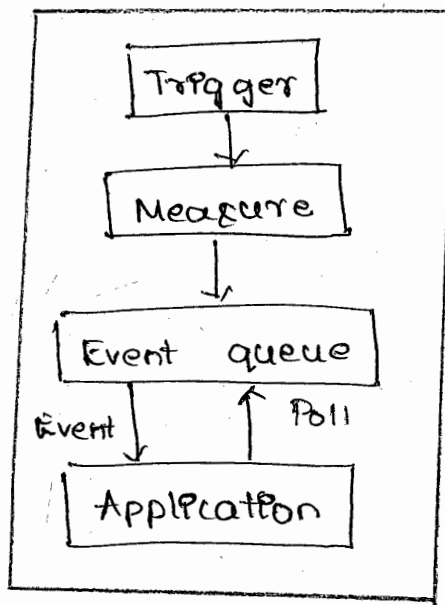 Trigger
Measure
Event queue
Event
Poll
Application